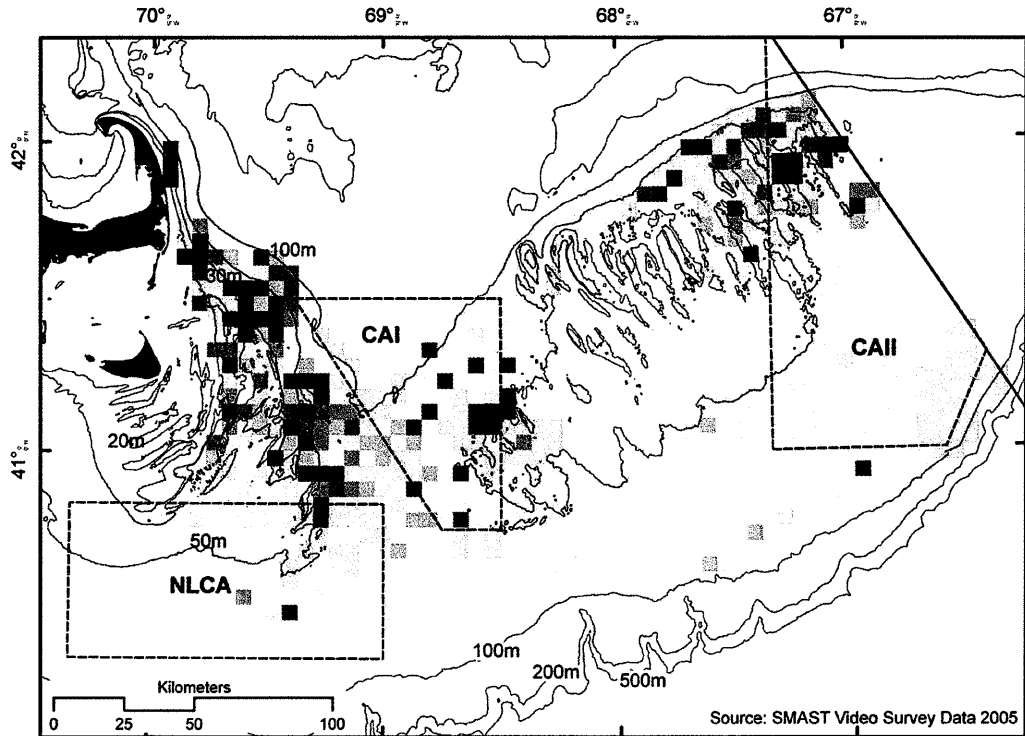 70°
69°
68°
67°
42°
100m
30m
CAI
CAII
20m
41°
50m
NLCA
100m
200m
500m
Kilometers
0 25 50 100
Source: SMAST Video Survey Data 2005